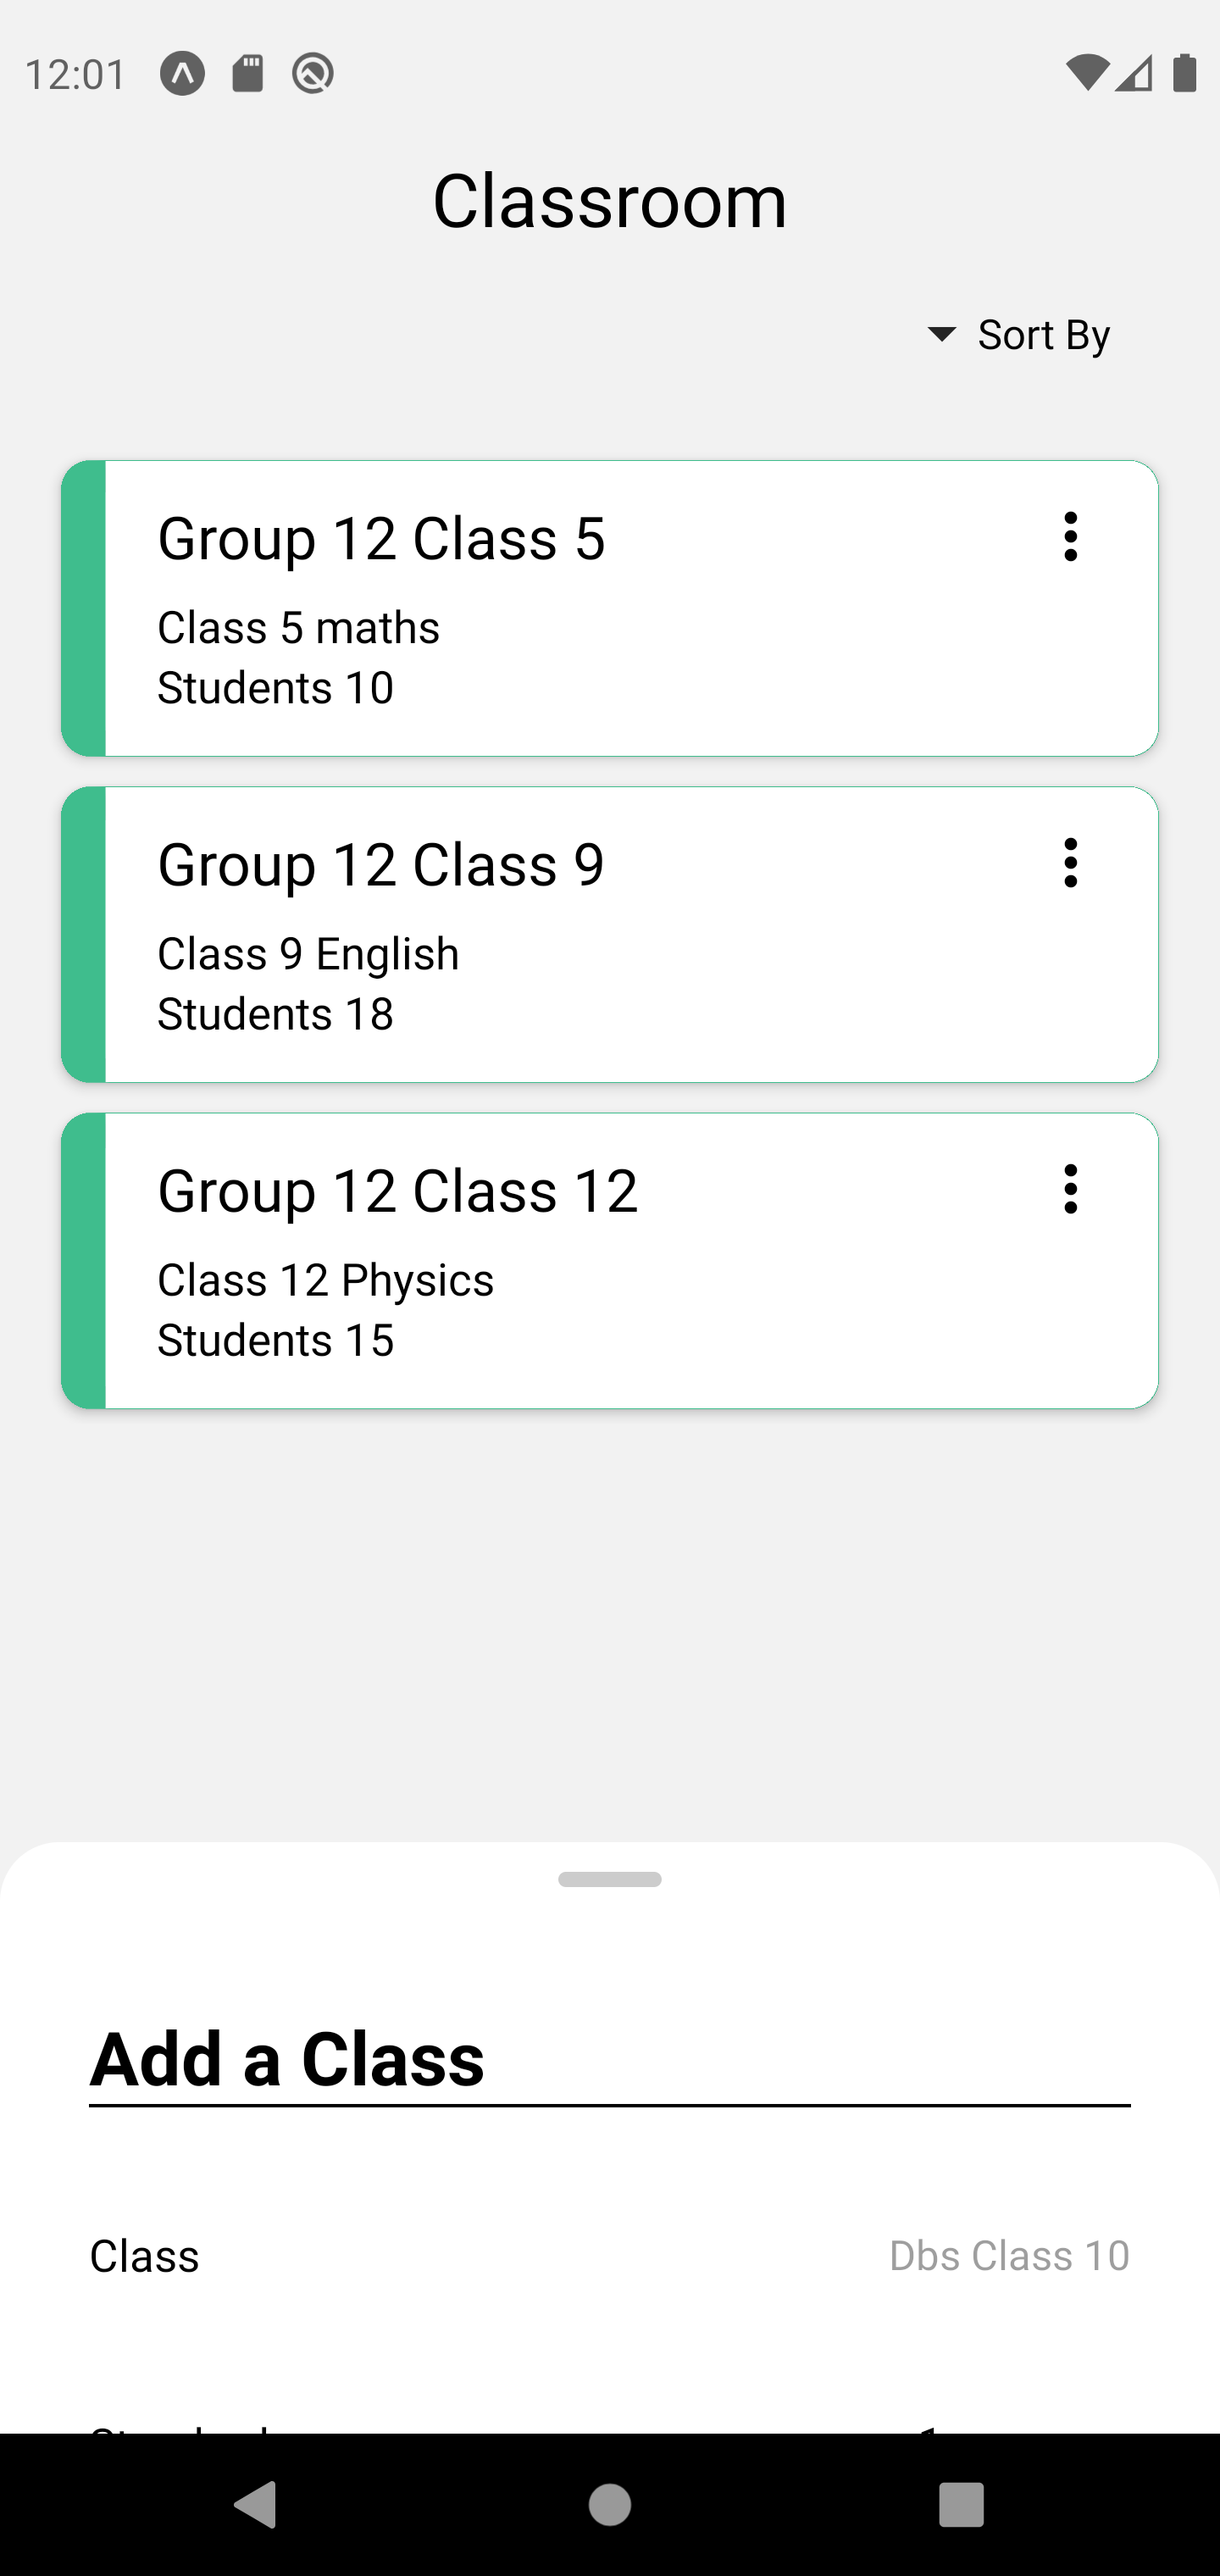 12:01
Classroom
Sort By
Group 12 Class 5
Class 5 maths
Students 10
Group 12 Class 9
Class 9 English
Students 18
Group 12 Class 12
Class 12 Physics
Students 15
Add a Class
Class Dbs Class 10